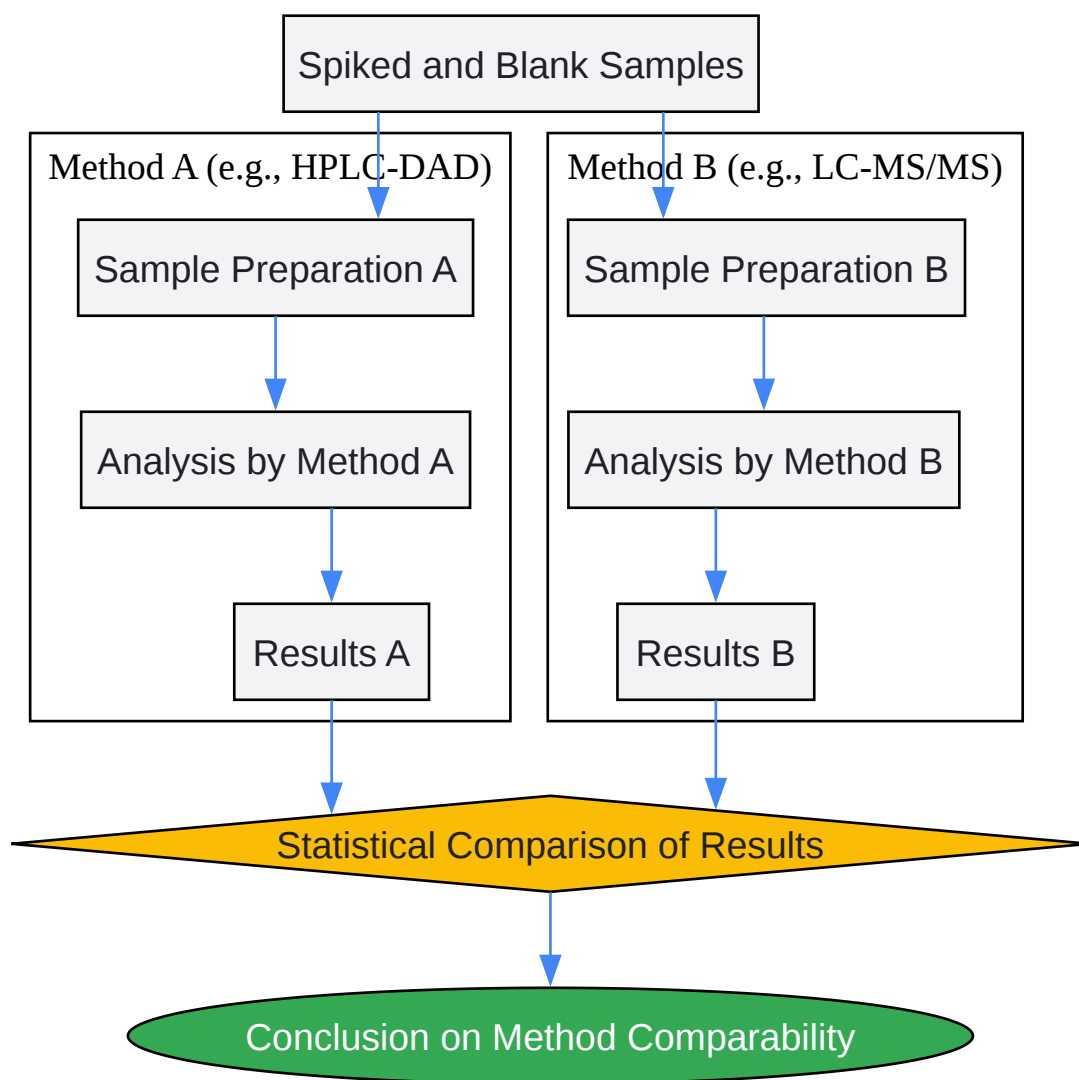 Spiked and Blank Samples
Method A (e.g., HPLC-DAD)
Sample Preparation A
Analysis by Method A
Results A
Method B (e.g., LC-MS/MS)
Sample Preparation B
Analysis by Method B
Results B
Statistical Comparison of Results
Conclusion on Method Comparability